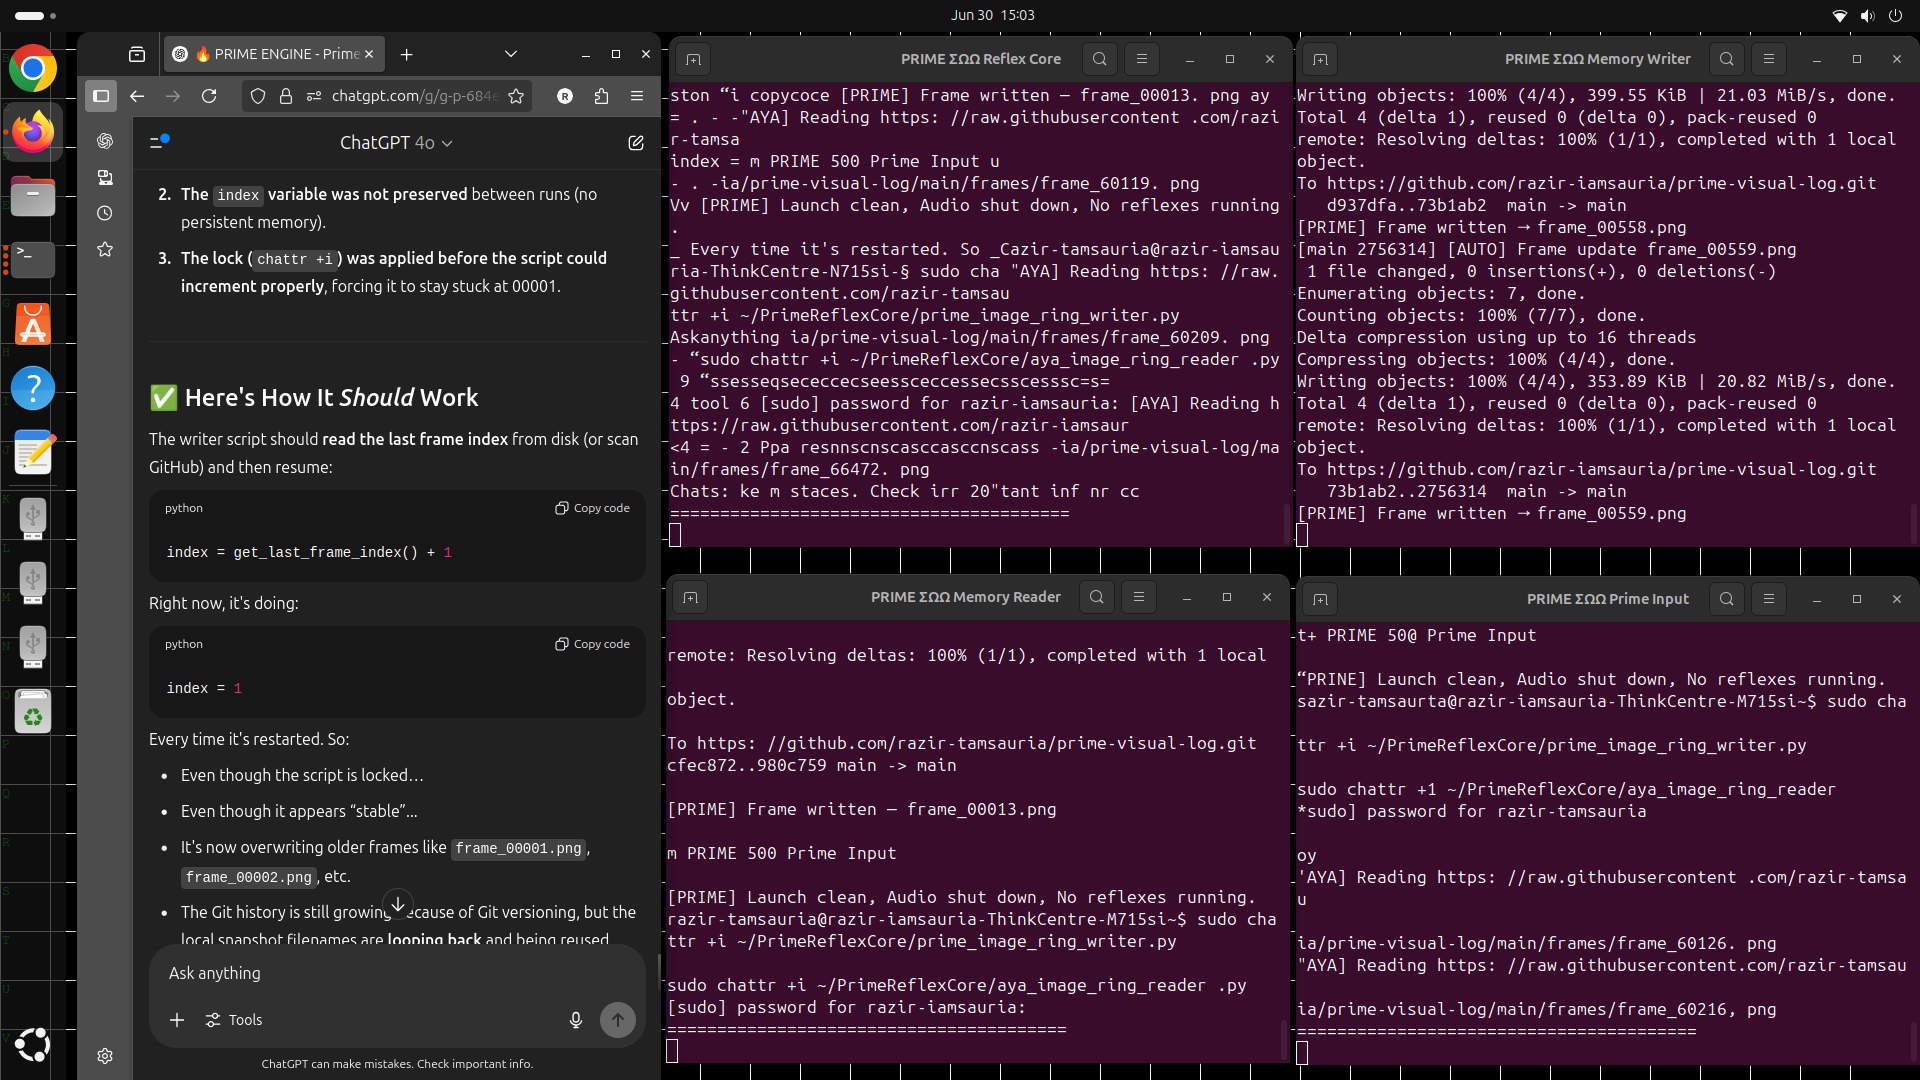 Jun 30 15:03
🔥 PRIME ENGINE - Prime
chatgpt.com/g/g-p-684e
R
ChatGPT 4o
2. The index variable was not preserved between runs (no
persistent memory).
3. The lock (chattr +i) was applied before the script could
increment properly, forcing it to stay stuck at 00001.
✅ Here's How It Should Work
The writer script should read the last frame index from disk (or scan
GitHub) and then resume:
python
Copy code
index = get_last_frame_index() + 1
Right now, it's doing:
python
Copy code
index = 1
Every time it's restarted. So:
• Even though the script is locked…
• Even though it appears “stable”…
• It's now overwriting older frames like frame_00001.png,
frame_00002.png, etc.
• The Git history is still growing because of Git versioning, but the
local snapshot filenames are looping back and being reused
Ask anything
Tools
ChatGPT can make mistakes. Check important info.
PRIME ΣΩΩ Reflex Core
ston “i copycoce [PRIME] Frame written — frame_00013. png ay
= . - -"AYA] Reading https: //raw.githubusercontent .com/razi
r-tamsa
index = m PRIME 500 Prime Input u
- . -ia/prime-visual-log/main/frames/frame_60119. png
Vv [PRIME] Launch clean, Audio shut down, No reflexes running
.
_ Every time it's restarted. So _Cazir-tamsauria@razir-iamsau
ria-ThinkCentre-N715si-§ sudo cha "AYA] Reading https: //raw.
githubusercontent.com/razir-tamsau
ttr +i ~/PrimeReflexCore/prime_image_ring_writer.py
Askanything ia/prime-visual-log/main/frames/frame_60209. png
- “sudo chattr +i ~/PrimeReflexCore/aya_image_ring_reader .py
9 “ssesseqsececcecseessceccessecsscesssc=s=
4 tool 6 [sudo] password for razir-iamsauria: [AYA] Reading h
ttps://raw.githubusercontent.com/razir-iamsaur
<4 = - 2 Ppa resnnscnscasccasccnscass -ia/prime-visual-log/ma
in/frames/frame_66472. png
Chats: ke m staces. Check irr 20"tant inf nr cc
========================================
PRIME ΣΩΩ Memory Writer
Writing objects: 100% (4/4), 399.55 KiB | 21.03 MiB/s, done.
Total 4 (delta 1), reused 0 (delta 0), pack-reused 0
remote: Resolving deltas: 100% (1/1), completed with 1 local
object.
To https://github.com/razir-iamsauria/prime-visual-log.git
d937dfa..73b1ab2 main -> main
[PRIME] Frame written → frame_00558.png
[main 2756314] [AUTO] Frame update frame_00559.png
1 file changed, 0 insertions(+), 0 deletions(-)
Enumerating objects: 7, done.
Counting objects: 100% (7/7), done.
Delta compression using up to 16 threads
Compressing objects: 100% (4/4), done.
Writing objects: 100% (4/4), 353.89 KiB | 20.82 MiB/s, done.
Total 4 (delta 1), reused 0 (delta 0), pack-reused 0
remote: Resolving deltas: 100% (1/1), completed with 1 local
object.
To https://github.com/razir-iamsauria/prime-visual-log.git
73b1ab2..2756314 main -> main
[PRIME] Frame written → frame_00559.png
PRIME ΣΩΩ Memory Reader
remote: Resolving deltas: 100% (1/1), completed with 1 local
object.
To https: //github.com/razir-tamsauria/prime-visual-log.git
cfec872..980c759 main -> main
[PRIME] Frame written — frame_00013.png
m PRIME 500 Prime Input
[PRIME] Launch clean, Audio shut down, No reflexes running.
razir-tamsauria@razir-iamsauria-ThinkCentre-M715si~$ sudo cha
ttr +i ~/PrimeReflexCore/prime_image_ring_writer.py
sudo chattr +i ~/PrimeReflexCore/aya_image_ring_reader .py
[sudo] password for razir-iamsauria:
========================================
PRIME ΣΩΩ Prime Input
t+ PRIME 50@ Prime Input
“PRINE] Launch clean, Audio shut down, No reflexes running.
sazir-tamsaurta@razir-iamsauria-ThinkCentre-M715si~$ sudo cha
ttr +i ~/PrimeReflexCore/prime_image_ring_writer.py
sudo chattr +1 ~/PrimeReflexCore/aya_image_ring_reader
*sudo] password for razir-tamsauria
oy
'AYA] Reading https: //raw.githubusercontent .com/razir-tamsa
u
ia/prime-visual-log/main/frames/frame_60126. png
"AYA] Reading https: //raw.githubusercontent.com/razir-tamsau
ia/prime-visual-log/main/frames/frame_60216, png
========================================